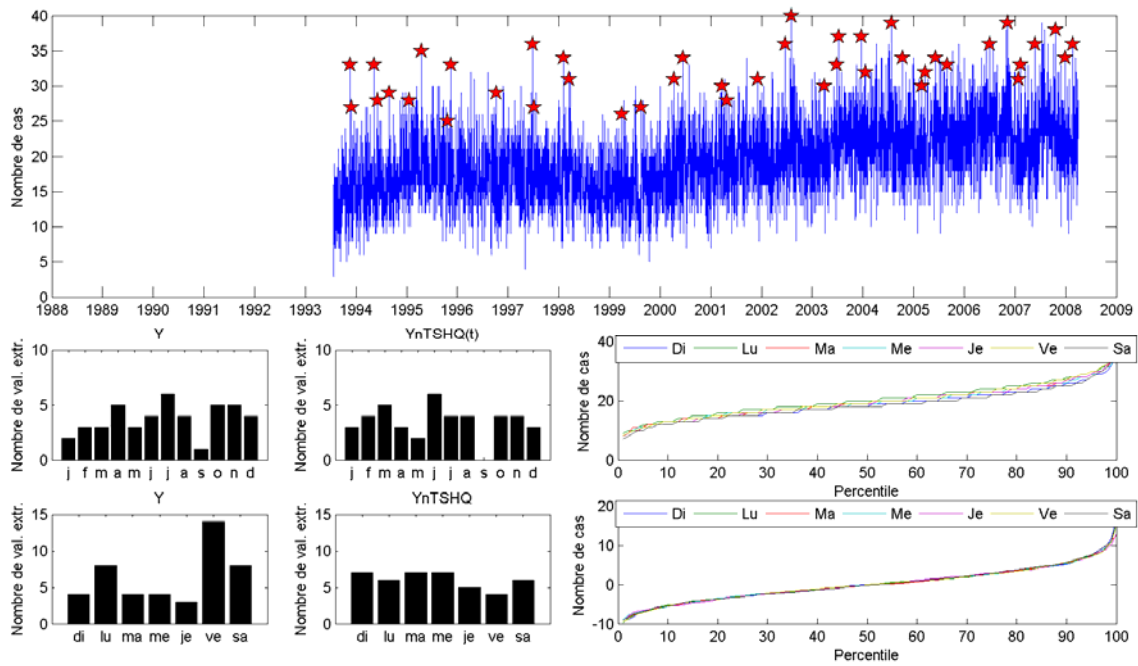 40
35
30
25
20
15
10
5
0
Nombre de cas
1988 1989 1990 1991 1992 1993 1994 1995 1996 1997 1998 1999 2000 2001 2002 2003 2004 2005 2006 2007 2008 2009
Y
10
5
0
Nombre de val. extr.
j f m a m j j a s o n d
YnTSHQ(t)
10
5
0
Nombre de val. extr.
j f m a m j j a s o n d
40
20
0
Nombre de cas
Di Lu Ma Me Je Ve Sa
0 10 20 30 40 50 60 70 80 90 100
Percentile
Y
15
10
5
0
Nombre de val. extr.
di lu ma me je ve sa
YnTSHQ
15
10
5
0
Nombre de val. extr.
di lu ma me je ve sa
20
10
0
-10
Nombre de cas
Di Lu Ma Me Je Ve Sa
0 10 20 30 40 50 60 70 80 90 100
Percentile